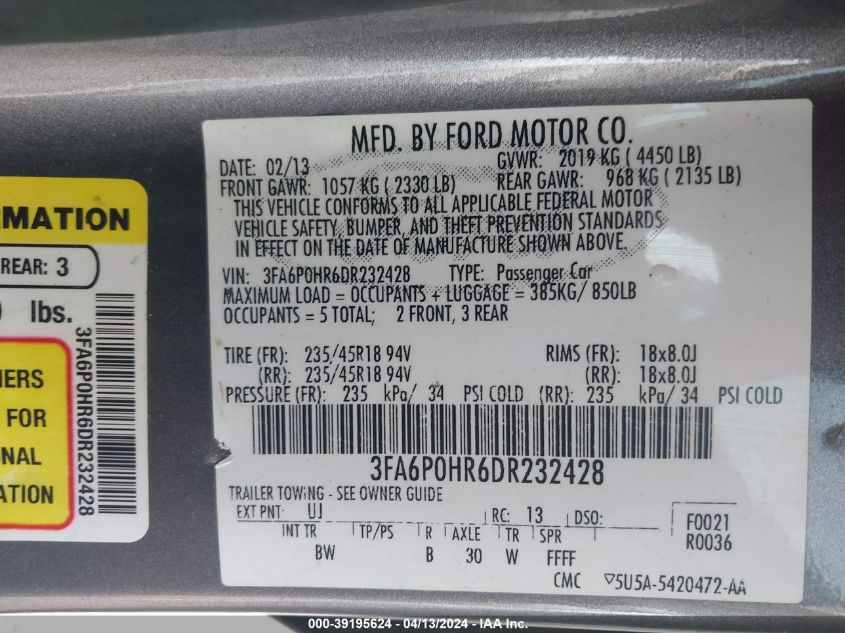 MFD. BY FORD MOTOR CO.
DATE: 02/13 GVWR: 2019 KG ( 4450 LB)
FRONT GAWR: 1057 KG ( 2330 LB) REAR GAWR: 968 KG ( 2135 LB)
THIS VEHICLE CONFORMS TO ALL APPLICABLE FEDERAL MOTOR
VEHICLE SAFETY, BUMPER, AND THEFT PREVENTION STANDARDS
IN EFFECT ON THE DATE OF MANUFACTURE SHOWN ABOVE.
VIN: 3FA6P0HR6DR232428 TYPE: Passenger Car
MAXIMUM LOAD = OCCUPANTS + LUGGAGE = 385KG/ 850LB
OCCUPANTS = 5 TOTAL; 2 FRONT, 3 REAR
TIRE (FR): 235/45R18 94V RIMS (FR): 18x8.0J
(RR): 235/45R18 94V (RR): 18x8.0J
PRESSURE (FR): 235 kPa/ 34 PSI COLD (RR): 235 kPa/ 34 PSI COLD
3FA6P0HR6DR232428
TRAILER TOWING - SEE OWNER GUIDE
EXT PNT: UJ RC: 13 DSO: F0021
R0036
INT TR TP/PS R AXLE TR SPR
BW B 30 W FFFF
CMC 5U5A-5420472-AA
RMATION
REAR: 3
lbs.
3FA6P0HR6DR232428
NERS
FOR
NAL
ATION
000-39195624 - 04/13/2024 - IAA Inc.